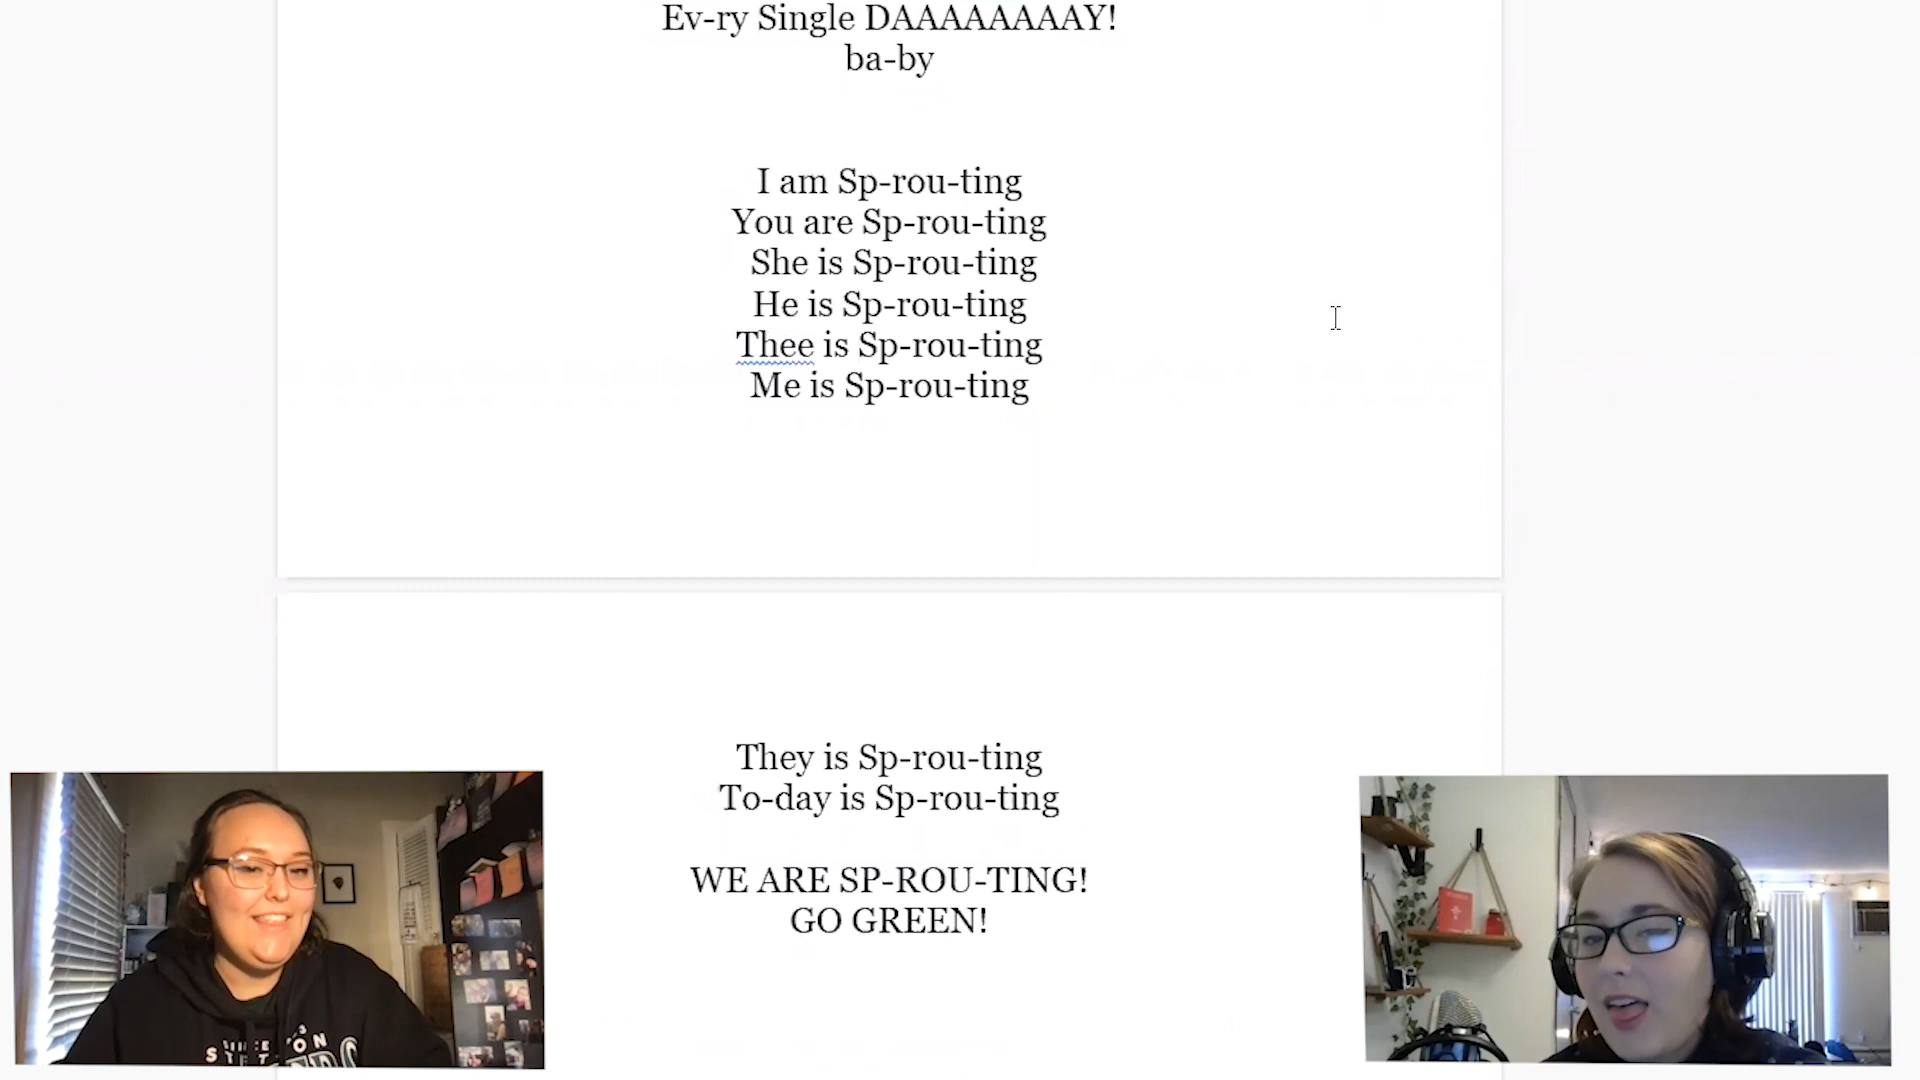 Ev-ry Single DAAAAAAAAY!
ba-by
I am Sp-rou-ting
You are Sp-rou-ting
She is Sp-rou-ting
He is Sp-rou-ting
Thee is Sp-rou-ting
Me is Sp-rou-ting
They is Sp-rou-ting
To-day is Sp-rou-ting
WE ARE SP-ROU-TING!
GO GREEN!